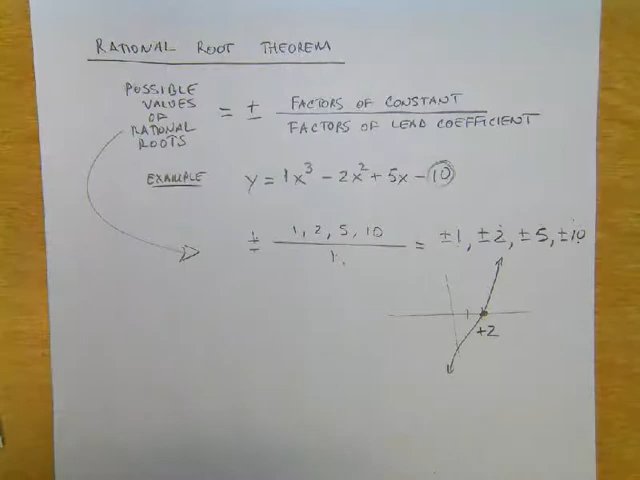 RATIONAL ROOT THEOREM
POSSIBLE
VALUES
OF
RATIONAL
ROOTS
= ± FACTORS OF CONSTANT
FACTORS OF LEAD COEFFICIENT
EXAMPLE y = 1x³ - 2x² + 5x - 10
± 1, 2, 5, 10
1
= ±1, ±2, ±5, ±10
+2